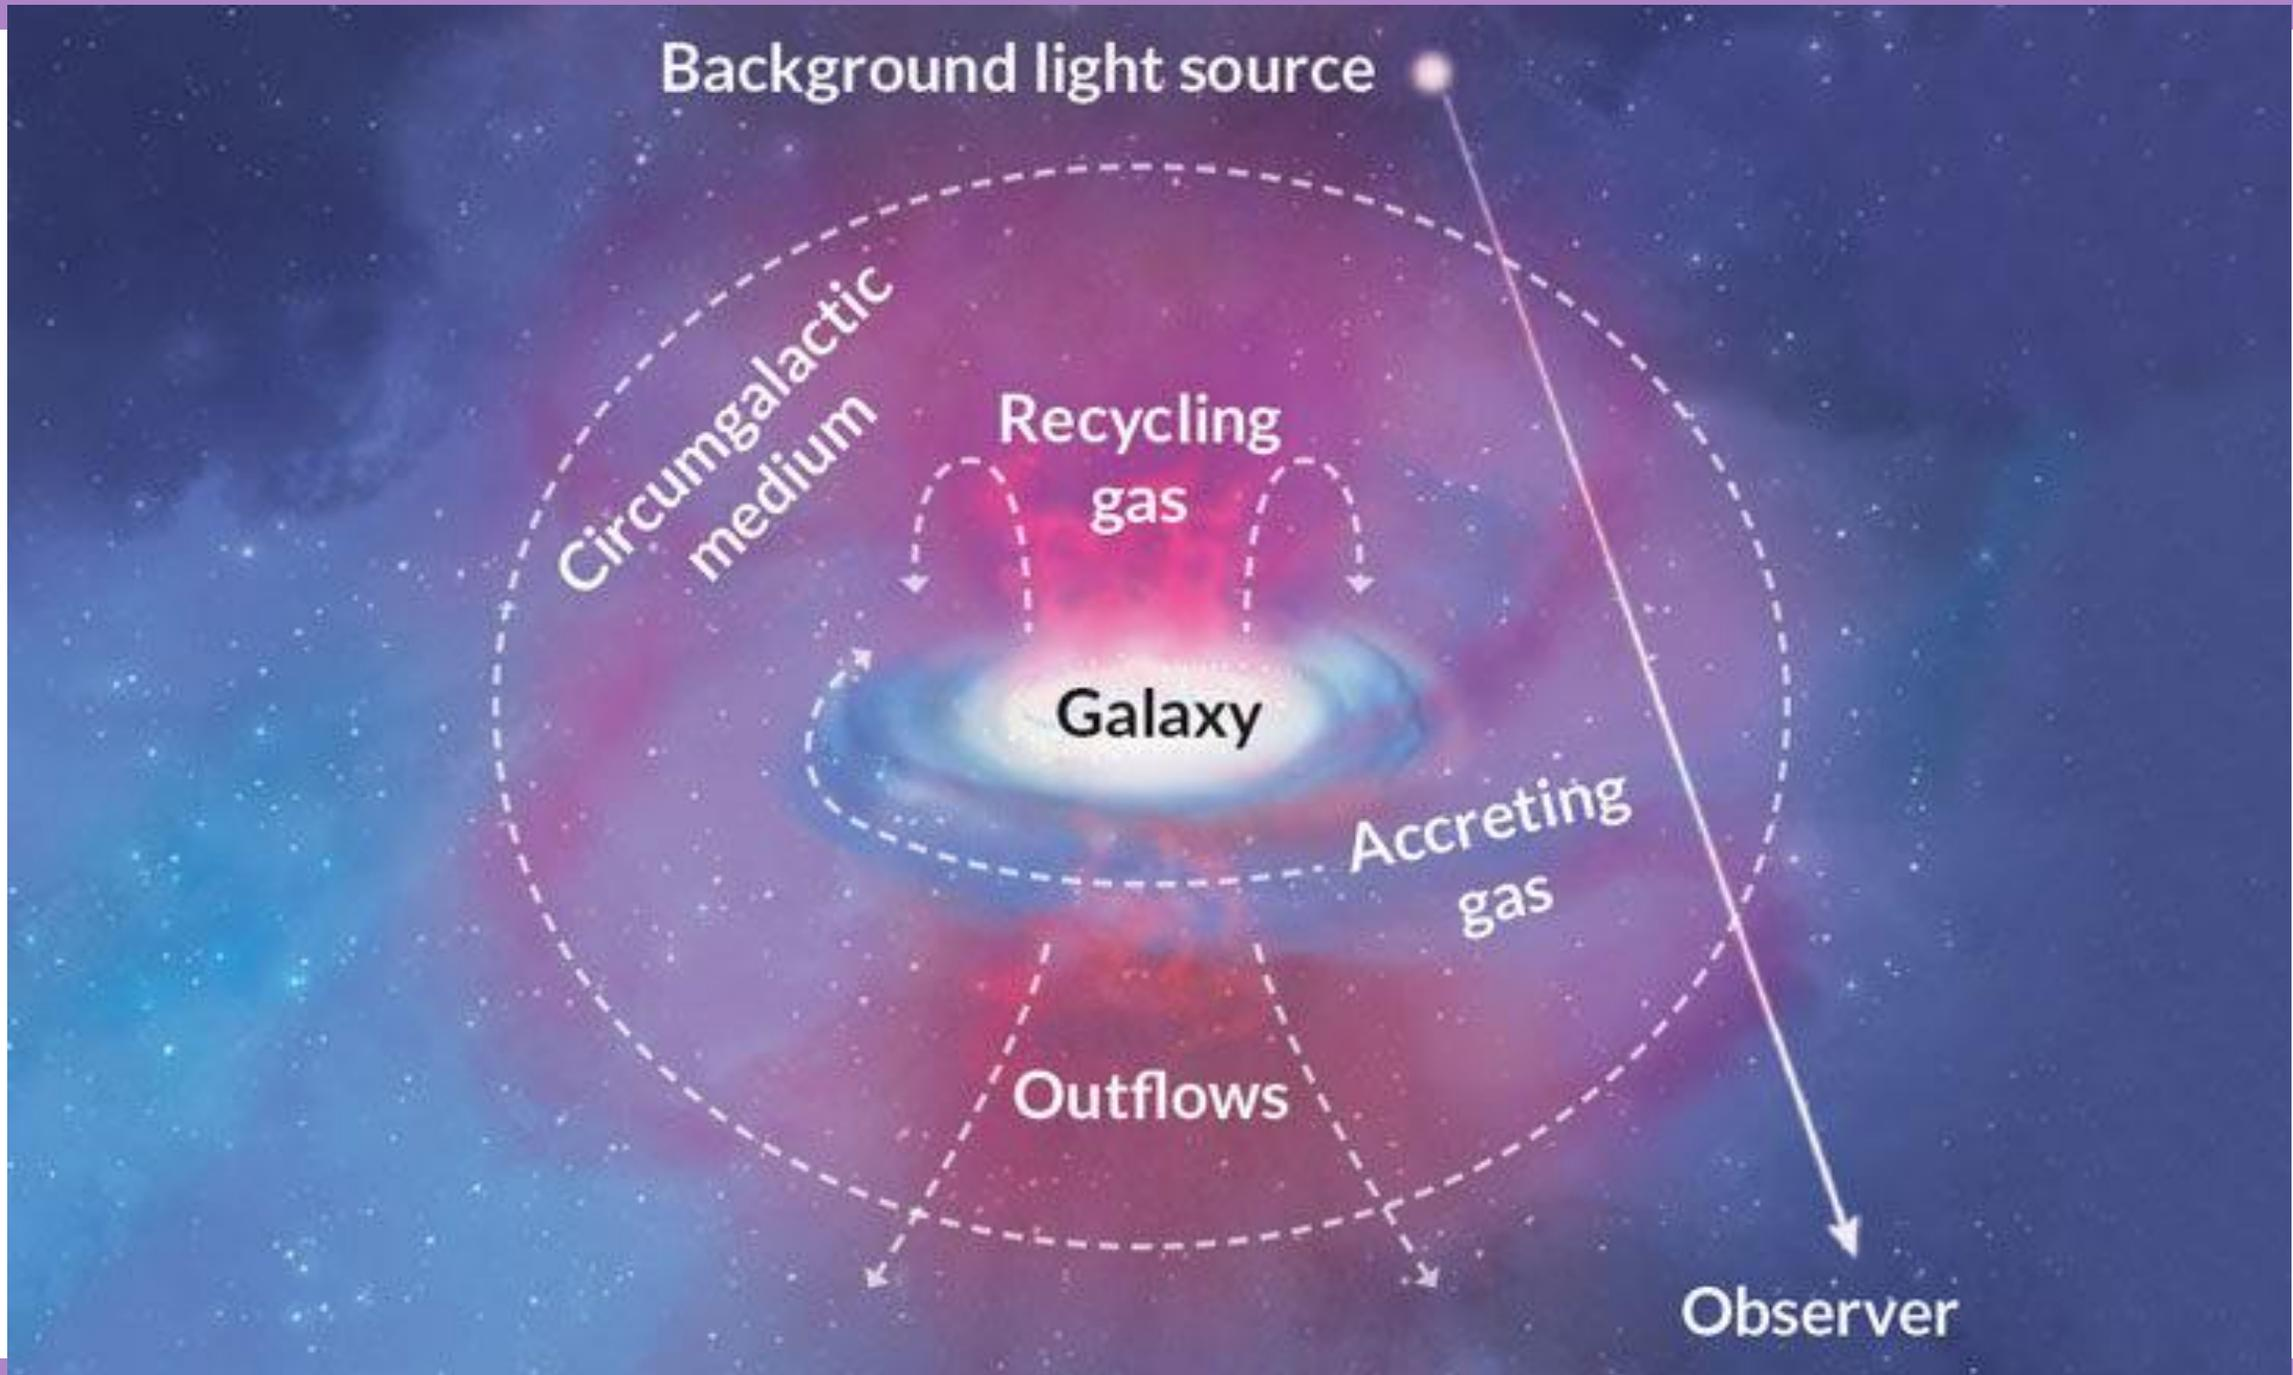 Background light source
Circumgalactic
medium
Recycling
gas
Galaxy
Accreting
gas
Outflows
Observer